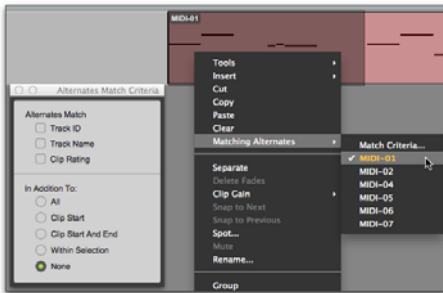 MIDI-01
Tools
Insert
Cut
Copy
Paste
Clear
Matching Alternates
Separate
Delete Fades
Clip Gain
Snap to Next
Snap to Previous
Spot...
Mute
Rename...
Group
Match Criteria...
✓ MIDI-01
MIDI-02
MIDI-04
MIDI-05
MIDI-06
MIDI-07
Alternates Match Criteria
Alternates Match
Track ID
Track Name
Clip Rating
In Addition To:
All
Clip Start
Clip Start And End
Within Selection
None